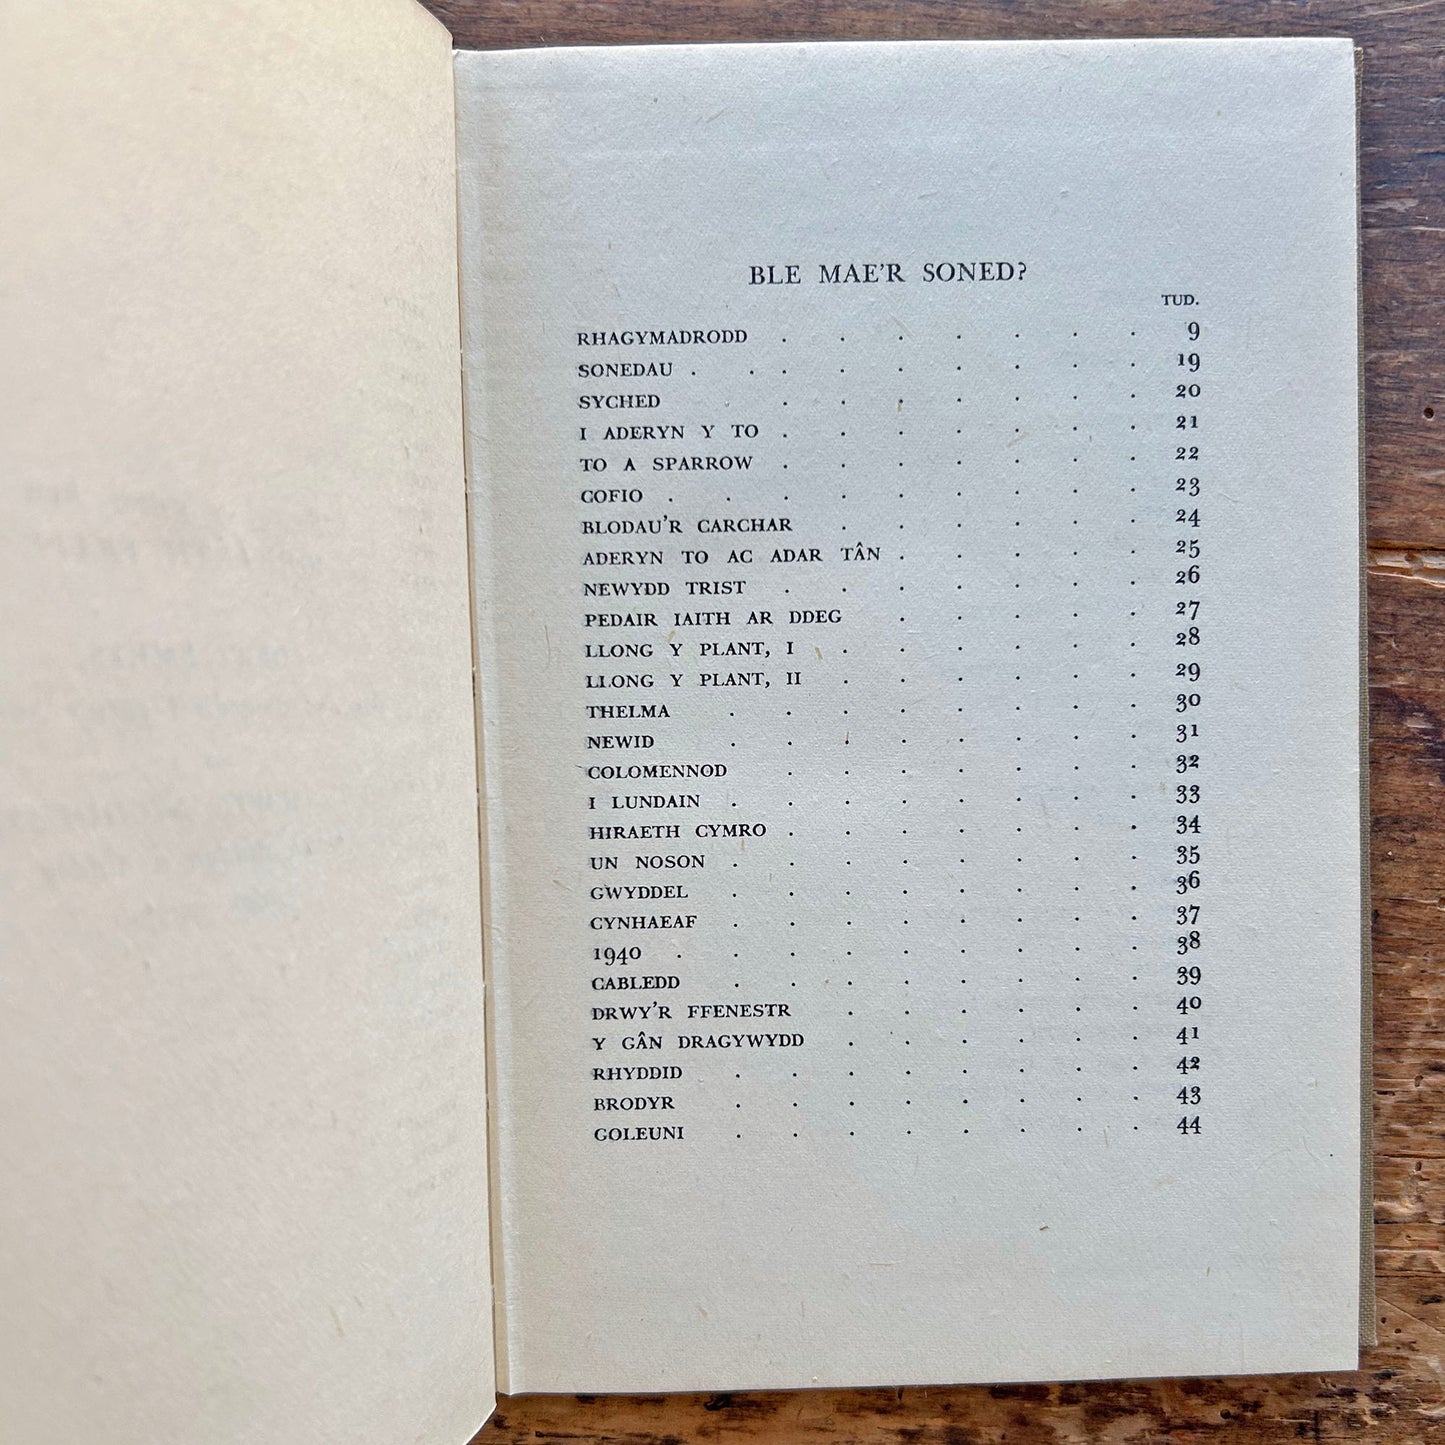 BLE MAE'R SONED?
TUD.
RHAGYMADRODD . . . . . . . 9
SONEDAU . . . . . . . . . 19
SYCHED . . . . . . . 20
I ADERYN Y TO . . . . . . . 21
TO A SPARROW . . . . . . . 22
COFIO . . . . . . . . . 23
BLODAU'R CARCHAR . . . . . . 24
ADERYN TO AC ADAR TÂN . . . . . 25
NEWYDD TRIST . . . . . . . 26
PEDAIR IAITH AR DDEG . . . . . 27
LLONG Y PLANT, I . . . . . . 28
LLONG Y PLANT, II . . . . . . 29
THELMA . . . . . . . . 30
NEWID . . . . . . . . 31
COLOMENNOD . . . . . . . 32
I LUNDAIN . . . . . . . . 33
HIRAETH CYMRO . . . . . . . 34
UN NOSON . . . . . . . . 35
GWYDDEL . . . . . . . . 36
CYNHAEAF . . . . . . . . 37
1940 . . . . . . . . . 38
CABLEDD . . . . . . . . 39
DRWY'R FFENESTR . . . . . . 40
Y GÂN DRAGYWYDD . . . . . . 41
RHYDDID . . . . . . . . 42
BRODYR . . . . . . . . 43
GOLEUNI . . . . . . . . 44